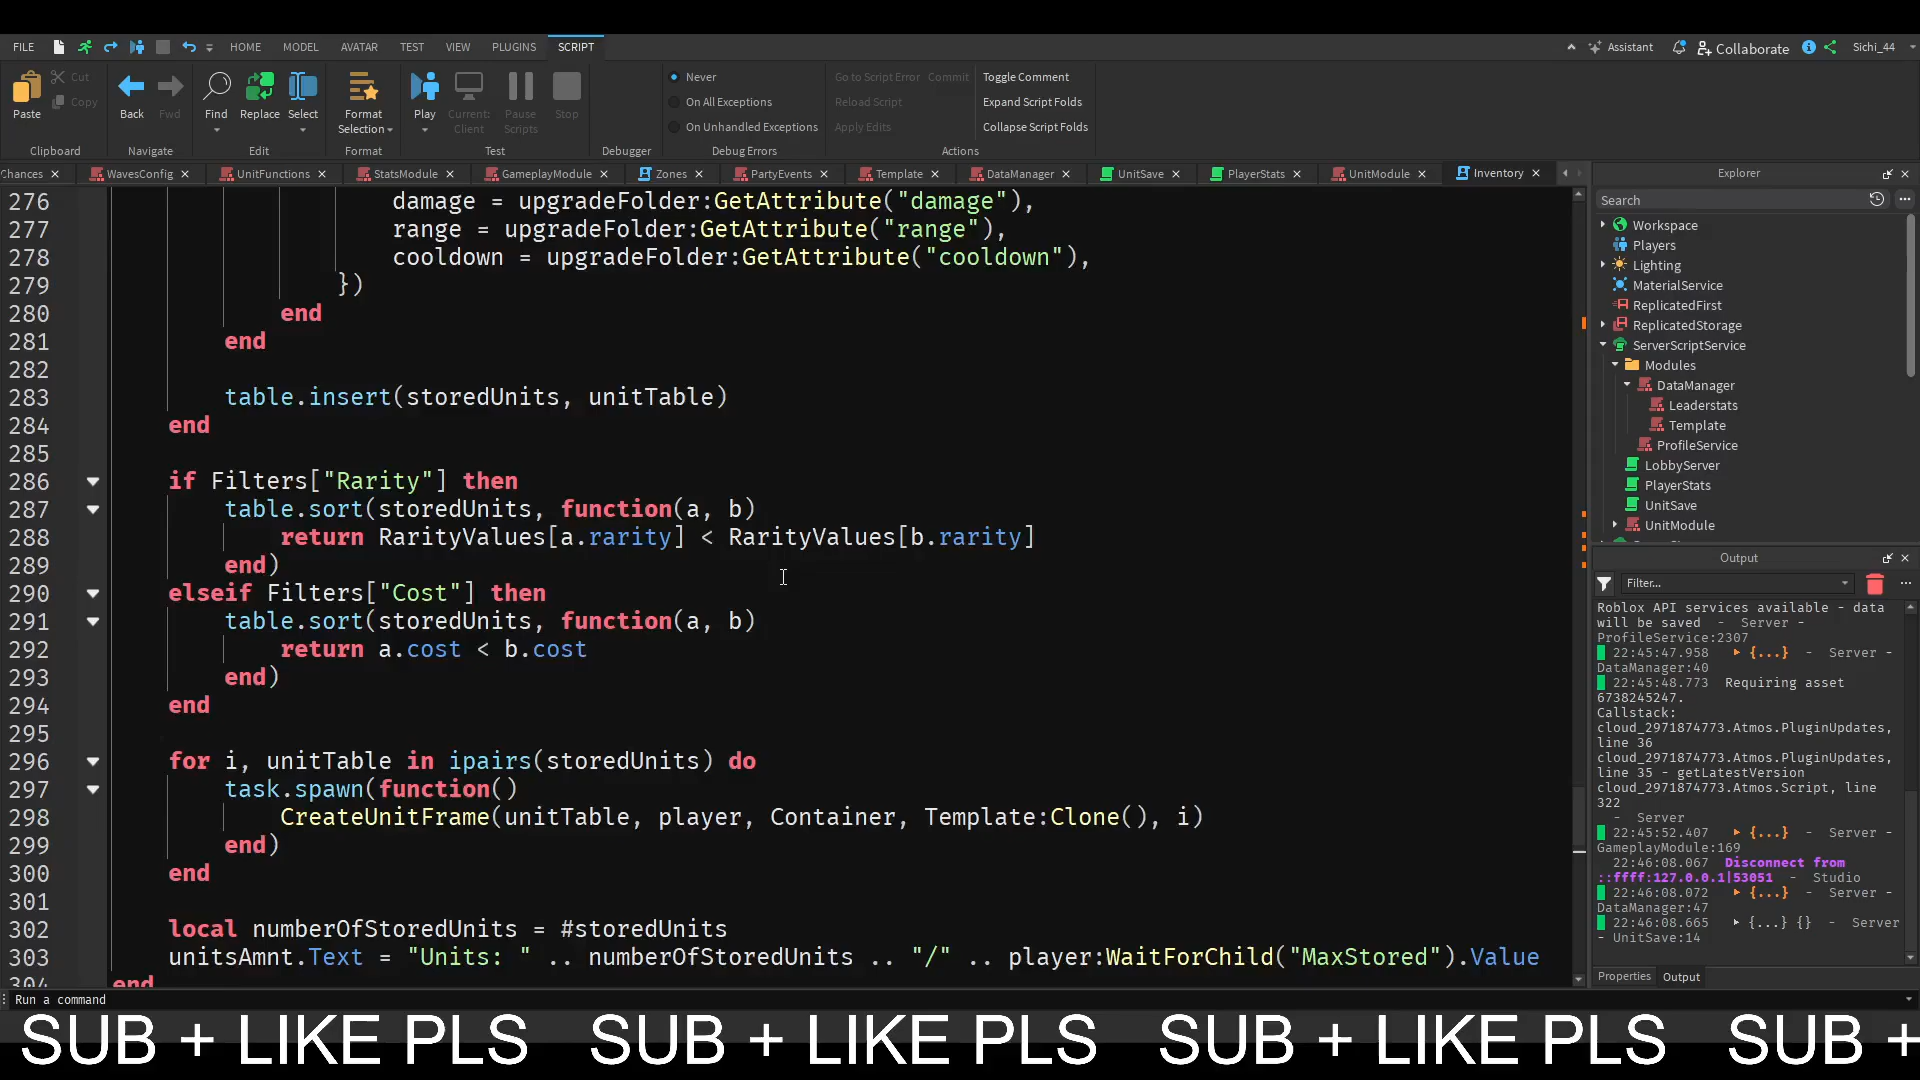 FILE HOME MODEL AVATAR TEST VIEW PLUGINS SCRIPT Assistant Collaborate Sichi_44
Paste Cut Copy Back Fwd Find Replace Select Format Selection Play Current: Client Pause Scripts Stop
Never
On All Exceptions
On Unhandled Exceptions
Go to Script Error Commit
Reload Script
Apply Edits
Toggle Comment
Expand Script Folds
Collapse Script Folds
Clipboard Navigate Edit Format Test Debugger Debug Errors Actions
Chances WavesConfig UnitFunctions StatsModule GameplayModule Zones PartyEvents Template DataManager UnitSave PlayerStats UnitModule Inventory
276 damage = upgradeFolder:GetAttribute("damage"),
277 range = upgradeFolder:GetAttribute("range"),
278 cooldown = upgradeFolder:GetAttribute("cooldown"),
279 })
280 end
281 end
282
283 table.insert(storedUnits, unitTable)
284 end
285
286 if Filters["Rarity"] then
287 table.sort(storedUnits, function(a, b)
288 return RarityValues[a.rarity] < RarityValues[b.rarity]
289 end)
290 elseif Filters["Cost"] then
291 table.sort(storedUnits, function(a, b)
292 return a.cost < b.cost
293 end)
294 end
295
296 for i, unitTable in ipairs(storedUnits) do
297 task.spawn(function()
298 CreateUnitFrame(unitTable, player, Container, Template:Clone(), i)
299 end)
300 end
301
302 local numberOfStoredUnits = #storedUnits
303 unitsAmnt.Text = "Units: " .. numberOfStoredUnits .. "/" .. player:WaitForChild("MaxStored").Value
304 end
Explorer
Search
Workspace
Players
Lighting
MaterialService
ReplicatedFirst
ReplicatedStorage
ServerScriptService
Modules
DataManager
Leaderstats
Template
ProfileService
LobbyServer
PlayerStats
UnitSave
UnitModule
Output
Filter...
Roblox API services available - data
will be saved - Server -
ProfileService:2307
22:45:47.958 {...} - Server -
DataManager:40
22:45:48.773 Requiring asset
6738245247.
Callstack:
cloud_2971874773.Atmos.PluginUpdates,
line 36
cloud_2971874773.Atmos.PluginUpdates,
line 35 - getLatestVersion
cloud_2971874773.Atmos.Script, line
322
- Server
22:45:52.407 {...} - Server -
GameplayModule:169
22:46:08.067 Disconnect from
::ffff:127.0.0.1|53051 - Studio
22:46:08.072 {...} - Server -
DataManager:47
22:46:08.665 {...} {} - Server
- UnitSave:14
Properties Output
Run a command
SUB + LIKE PLS SUB + LIKE PLS SUB + LIKE PLS SUB +